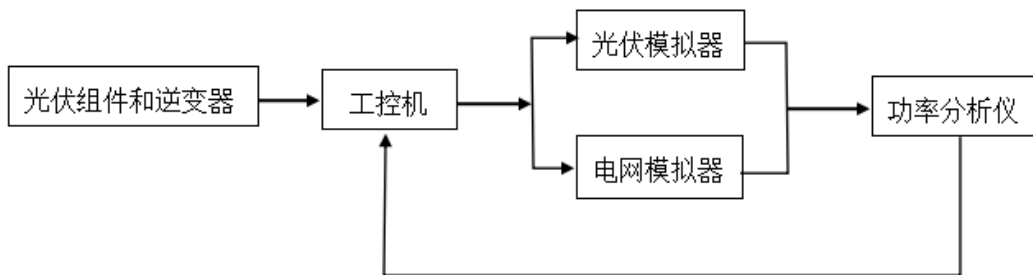 光伏组件和逆变器
工控机
光伏模拟器
电网模拟器
功率分析仪